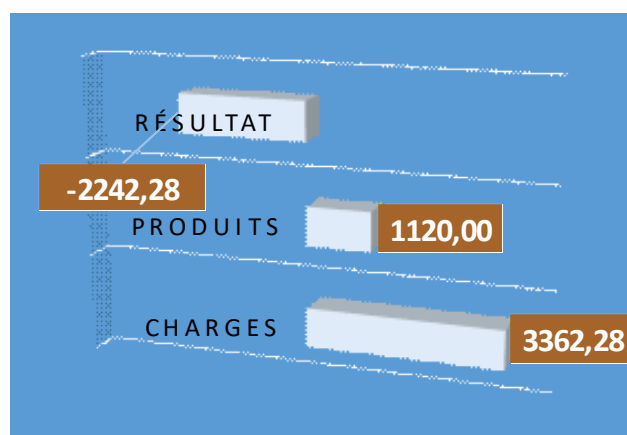 RÉSULTAT
-2242,28
PRODUITS
1120,00
CHARGES
3362,28